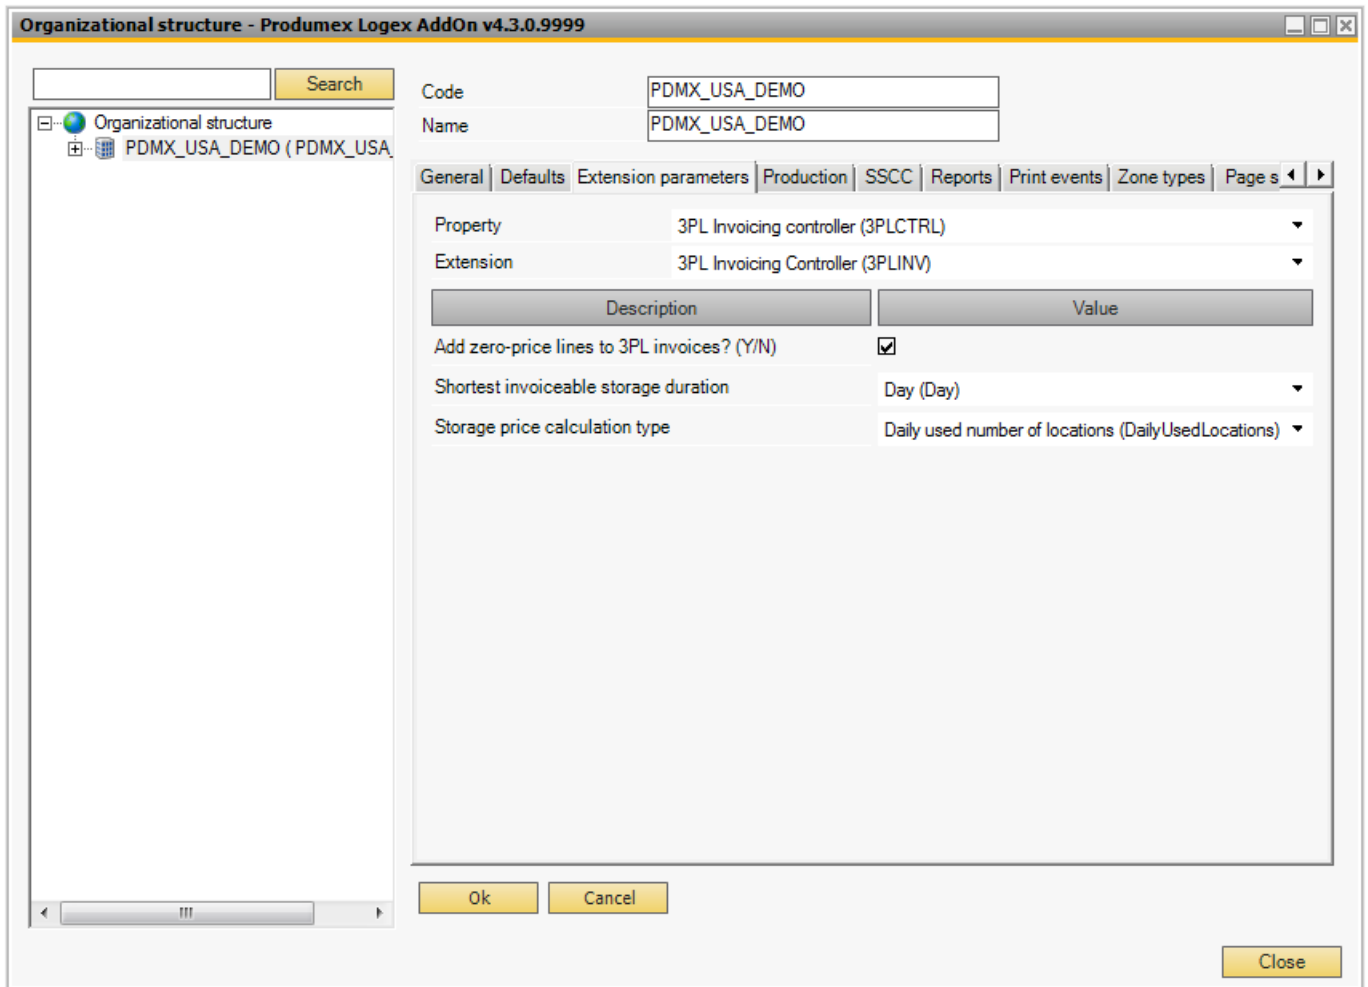 Organizational structure - Produmex Logex AddOn v4.3.0.9999
Search
Organizational structure
PDMX_USA_DEMO ( PDMX_USA_
Code PDMX_USA_DEMO
Name PDMX_USA_DEMO
General Defaults Extension parameters Production SSCC Reports Print events Zone types Page s
Property 3PL Invoicing controller (3PLCTRL)
Extension 3PL Invoicing Controller (3PLINV)
Description Value
Add zero-price lines to 3PL invoices? (Y/N)
Shortest invoiceable storage duration Day (Day)
Storage price calculation type Daily used number of locations (DailyUsedLocations)
Ok Cancel
Close